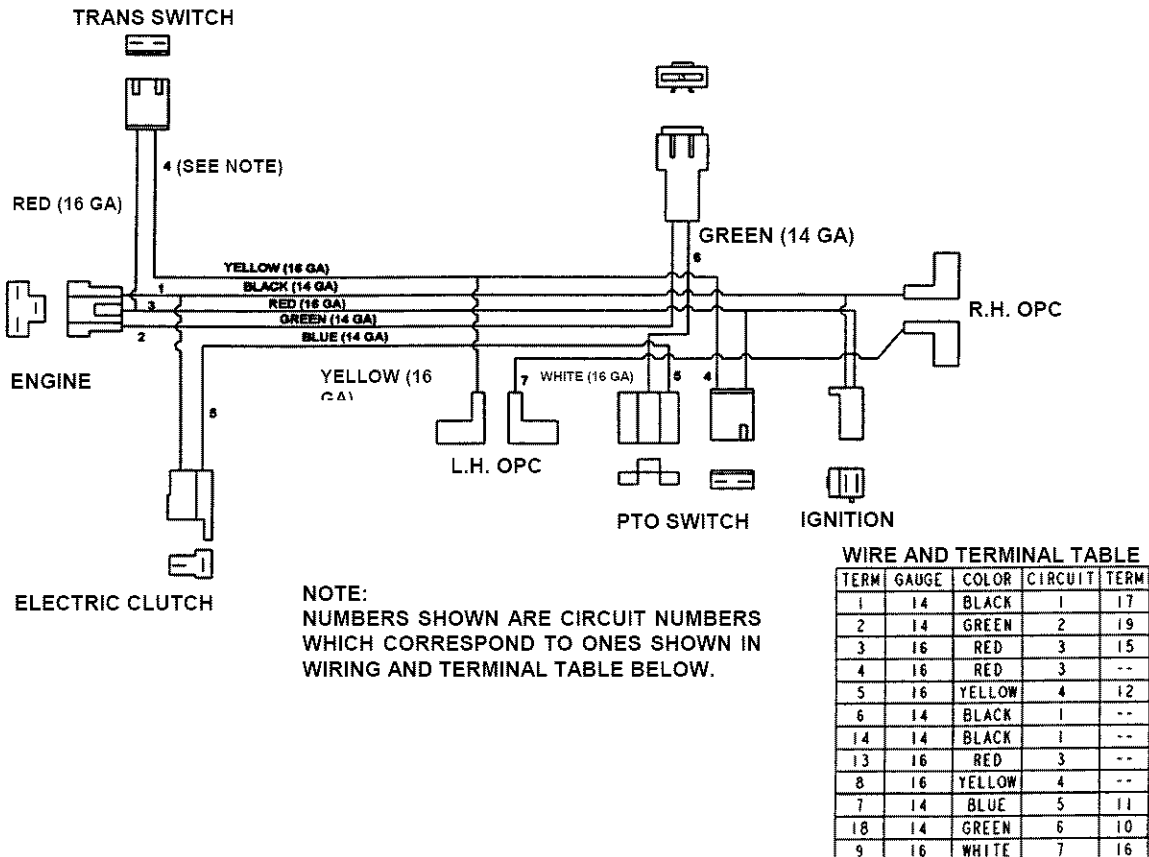 TRANS SWITCH
4 (SEE NOTE)
RED (16 GA)
GREEN (14 GA)
6
YELLOW (16 GA)
1
BLACK (14 GA)
3
RED (16 GA)
GREEN (14 GA)
2
BLUE (14 GA)
R.H. OPC
ENGINE
YELLOW (16
GA)
7
WHITE (16 GA)
5
4
5
L.H. OPC
PTO SWITCH
IGNITION
ELECTRIC CLUTCH
NOTE:
NUMBERS SHOWN ARE CIRCUIT NUMBERS
WHICH CORRESPOND TO ONES SHOWN IN
WIRING AND TERMINAL TABLE BELOW.
WIRE AND TERMINAL TABLE
TERM GAUGE COLOR CIRCUIT TERM
1 14 BLACK 1 17
2 14 GREEN 2 19
3 16 RED 3 15
4 16 RED 3 --
5 16 YELLOW 4 12
6 14 BLACK 1 --
14 14 BLACK 1 --
13 16 RED 3 --
8 16 YELLOW 4 --
7 14 BLUE 5 11
18 14 GREEN 6 10
9 16 WHITE 7 16